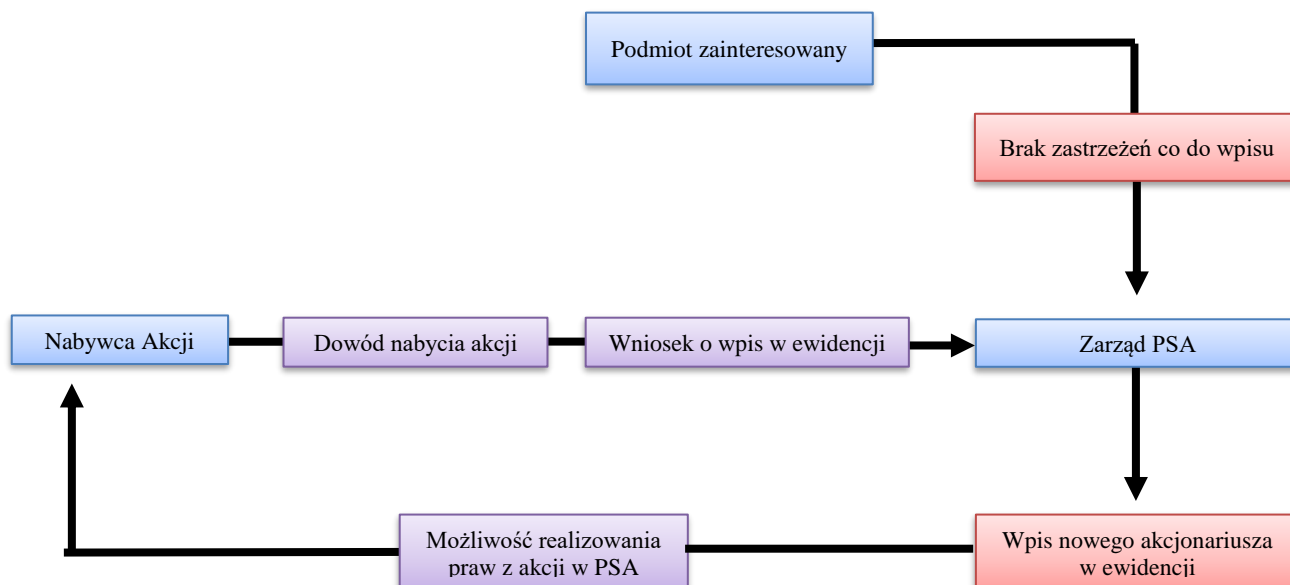 Podmiot zainteresowany
Brak zastrzeżeń co do wpisu
Nabywca Akcji
Dowód nabycia akcji
Wniosek o wpis w ewidencji
Zarząd PSA
Możliwość realizowania
praw z akcji w PSA
Wpis nowego akcjonariusza
w ewidencji